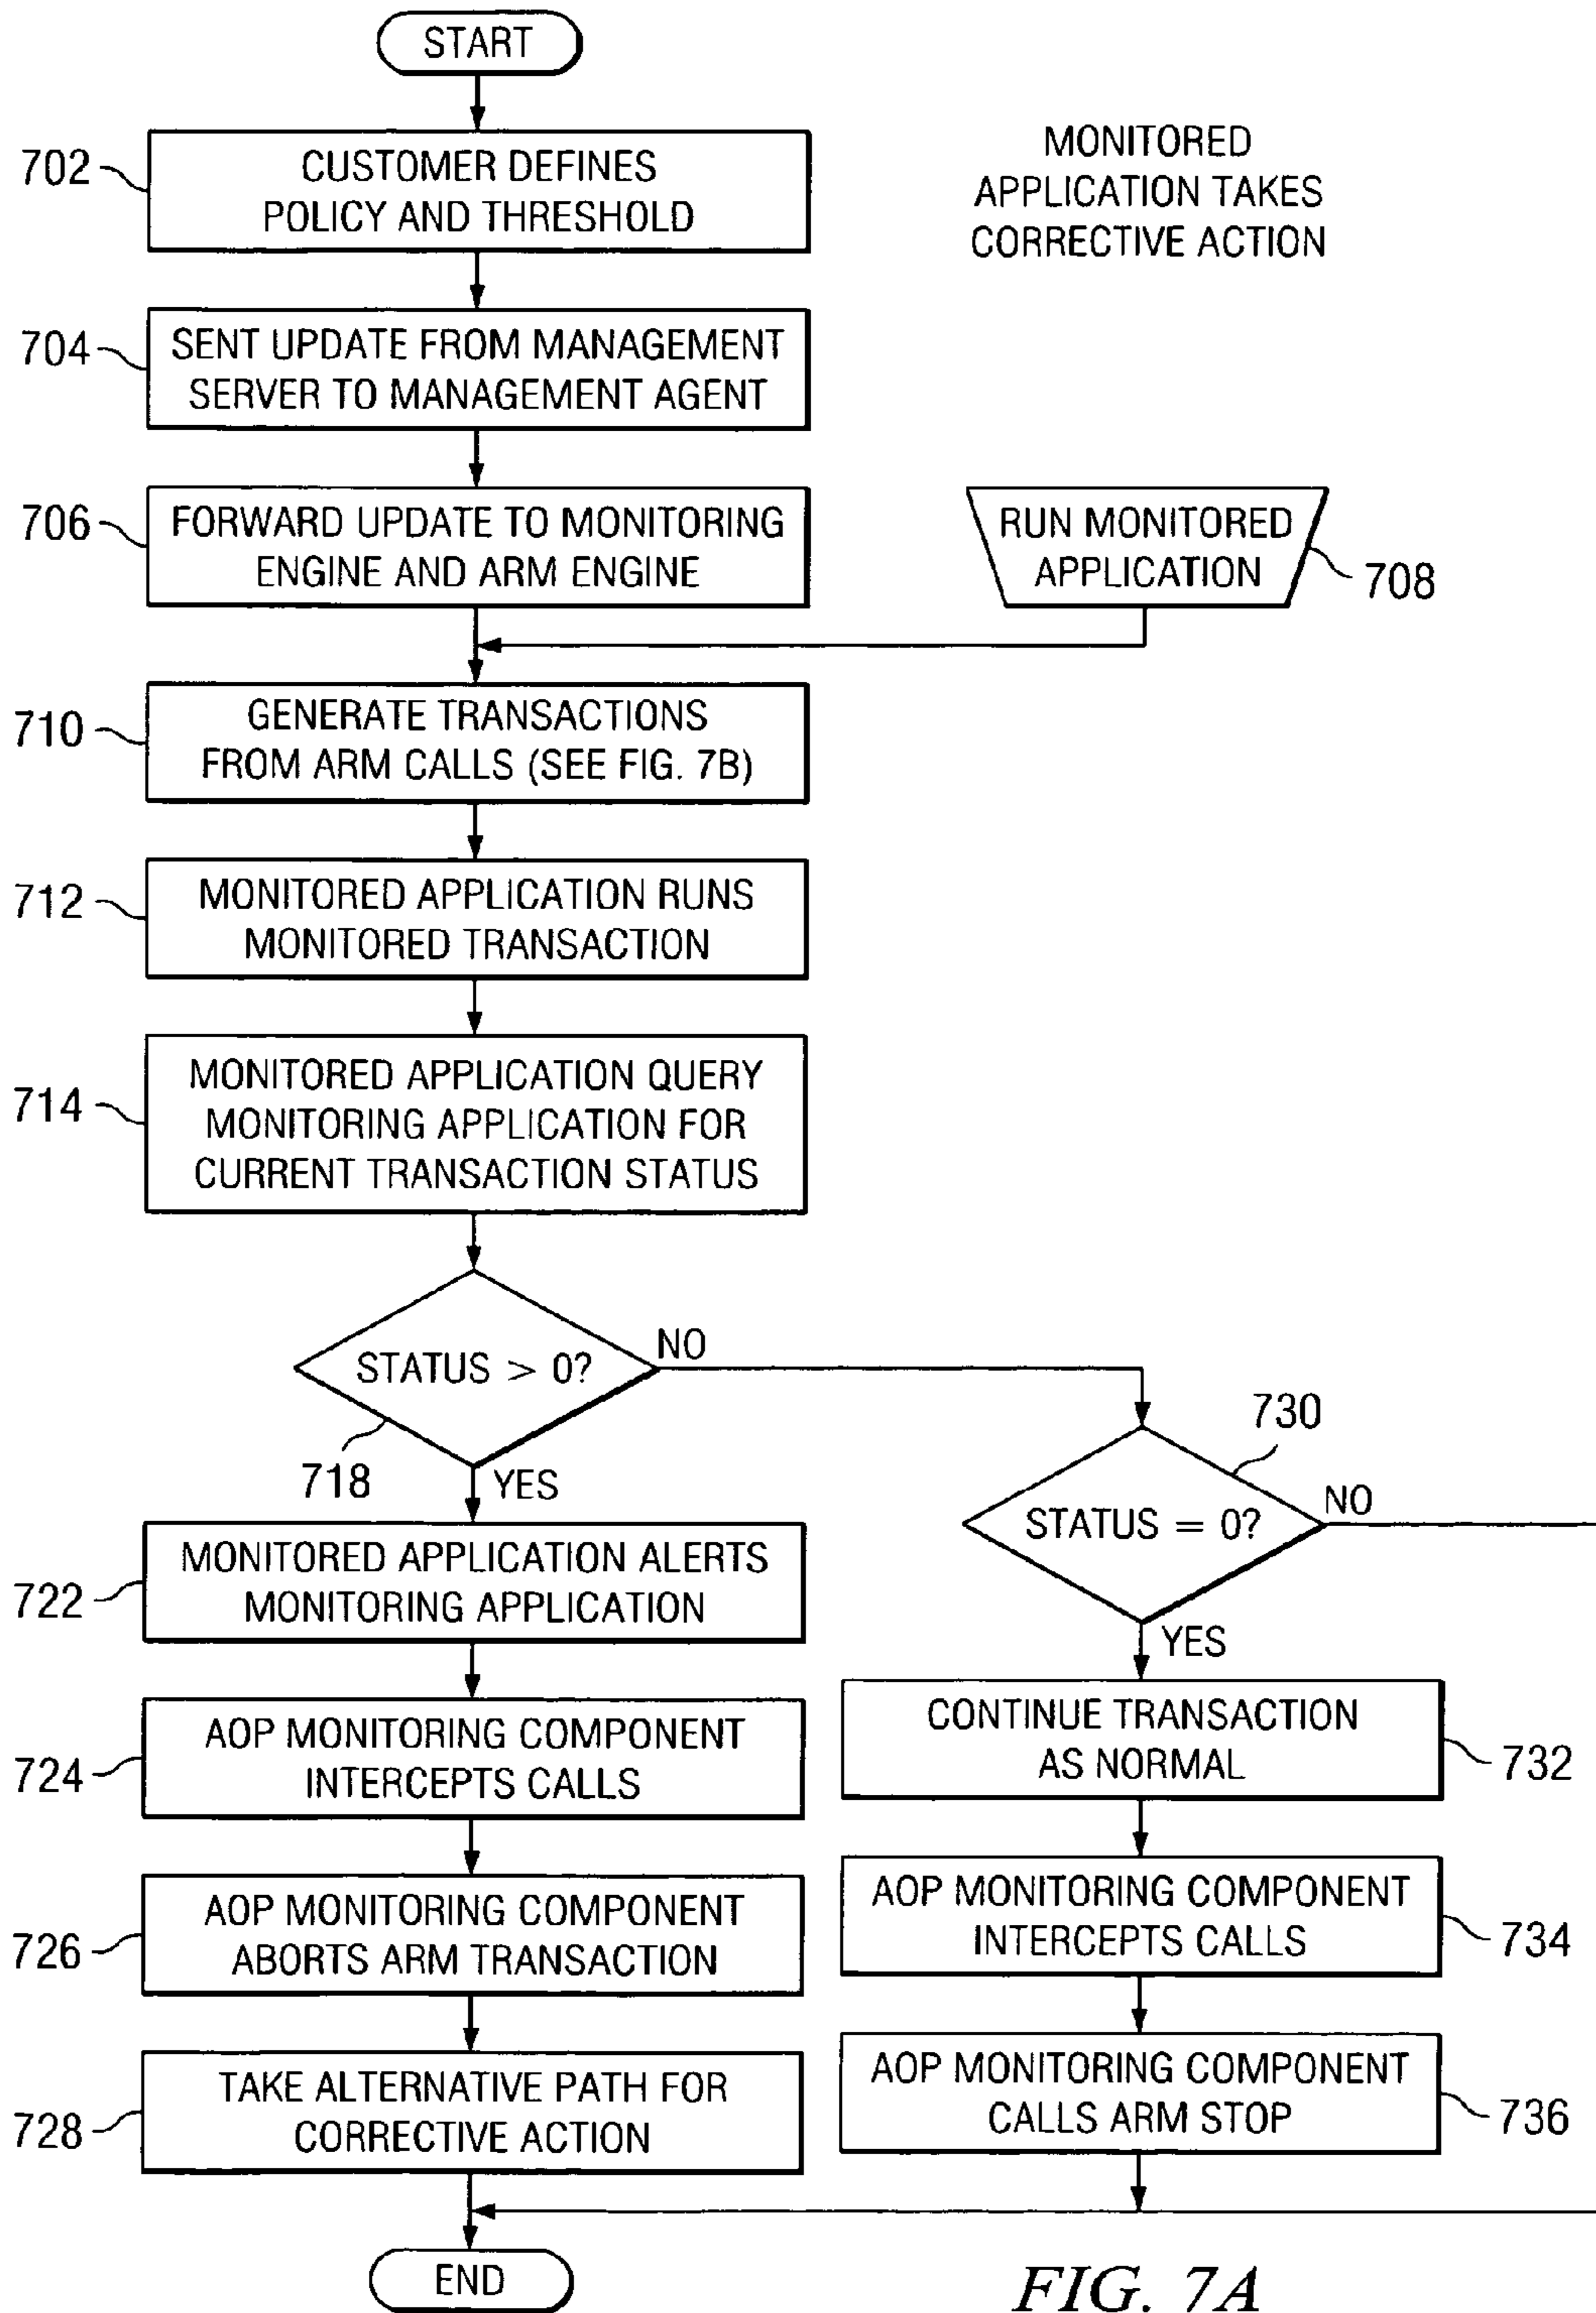 START
702
CUSTOMER DEFINES
POLICY AND THRESHOLD
MONITORED
APPLICATION TAKES
CORRECTIVE ACTION
704
SENT UPDATE FROM MANAGEMENT
SERVER TO MANAGEMENT AGENT
706
FORWARD UPDATE TO MONITORING
ENGINE AND ARM ENGINE
RUN MONITORED
APPLICATION
708
710
GENERATE TRANSACTIONS
FROM ARM CALLS (SEE FIG. 7B)
712
MONITORED APPLICATION RUNS
MONITORED TRANSACTION
714
MONITORED APPLICATION QUERY
MONITORING APPLICATION FOR
CURRENT TRANSACTION STATUS
STATUS > 0?
NO
718
YES
730
STATUS = 0?
NO
YES
722
MONITORED APPLICATION ALERTS
MONITORING APPLICATION
724
AOP MONITORING COMPONENT
INTERCEPTS CALLS
726
AOP MONITORING COMPONENT
ABORTS ARM TRANSACTION
728
TAKE ALTERNATIVE PATH FOR
CORRECTIVE ACTION
CONTINUE TRANSACTION
AS NORMAL
732
AOP MONITORING COMPONENT
INTERCEPTS CALLS
734
AOP MONITORING COMPONENT
CALLS ARM STOP
736
END
FIG. 7A